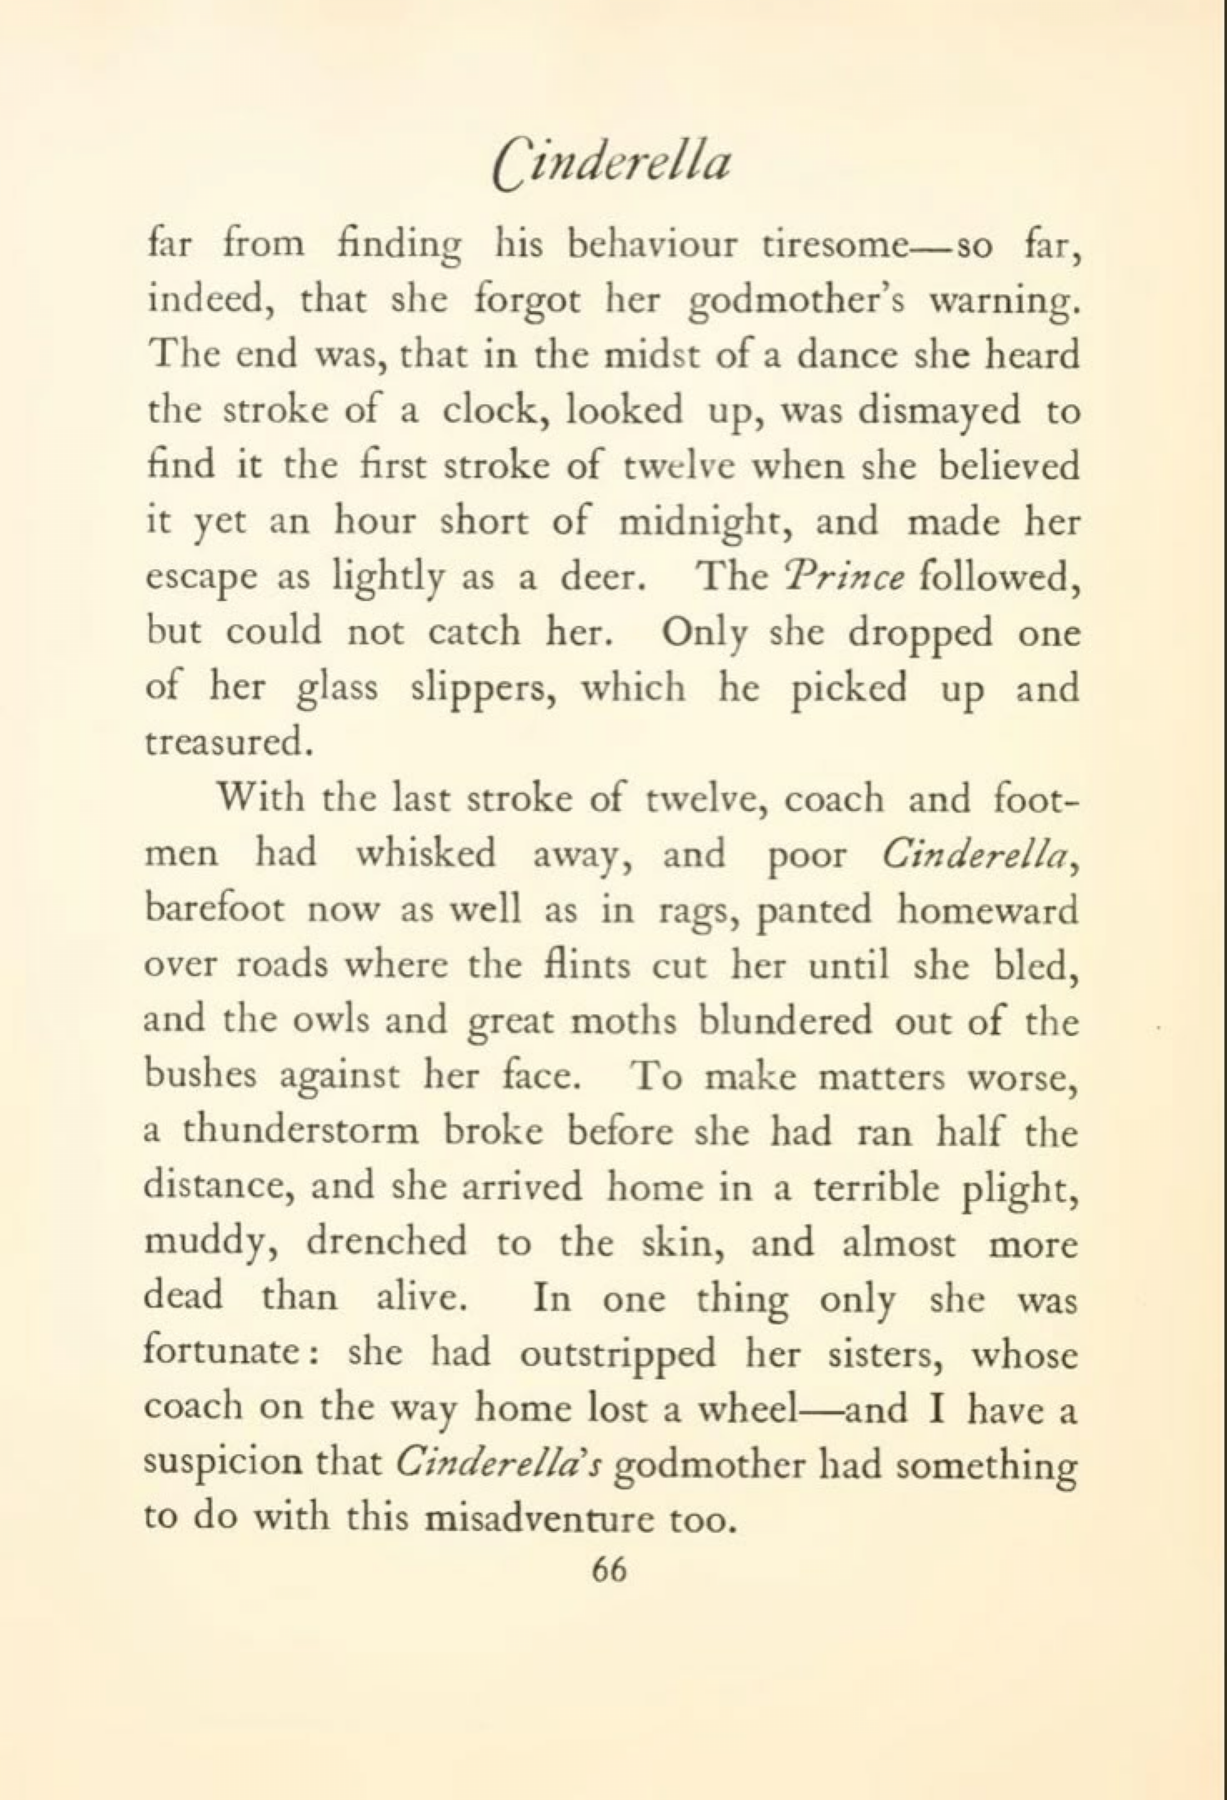 Cinderella
far from finding his behaviour tiresome—so far,
indeed, that she forgot her godmother's warning.
The end was, that in the midst of a dance she heard
the stroke of a clock, looked up, was dismayed to
find it the first stroke of twelve when she believed
it yet an hour short of midnight, and made her
escape as lightly as a deer. The Prince followed,
but could not catch her. Only she dropped one
of her glass slippers, which he picked up and
treasured.
With the last stroke of twelve, coach and foot-
men had whisked away, and poor Cinderella,
barefoot now as well as in rags, panted homeward
over roads where the flints cut her until she bled,
and the owls and great moths blundered out of the
bushes against her face. To make matters worse,
a thunderstorm broke before she had ran half the
distance, and she arrived home in a terrible plight,
muddy, drenched to the skin, and almost more
dead than alive. In one thing only she was
fortunate: she had outstripped her sisters, whose
coach on the way home lost a wheel—and I have a
suspicion that Cinderella's godmother had something
to do with this misadventure too.
66